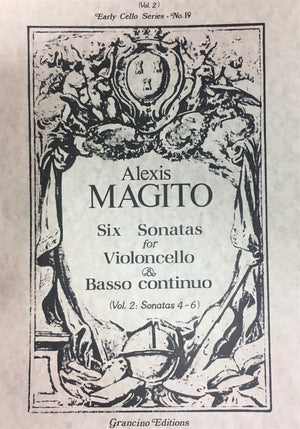 (Vol. 2)
Early Cello Series - No. 19
Alexis
MAGITO
Six Sonatas
for
Violoncello
&
Basso continuo
(Vol. 2: Sonatas 4-6)
Grancino Editions